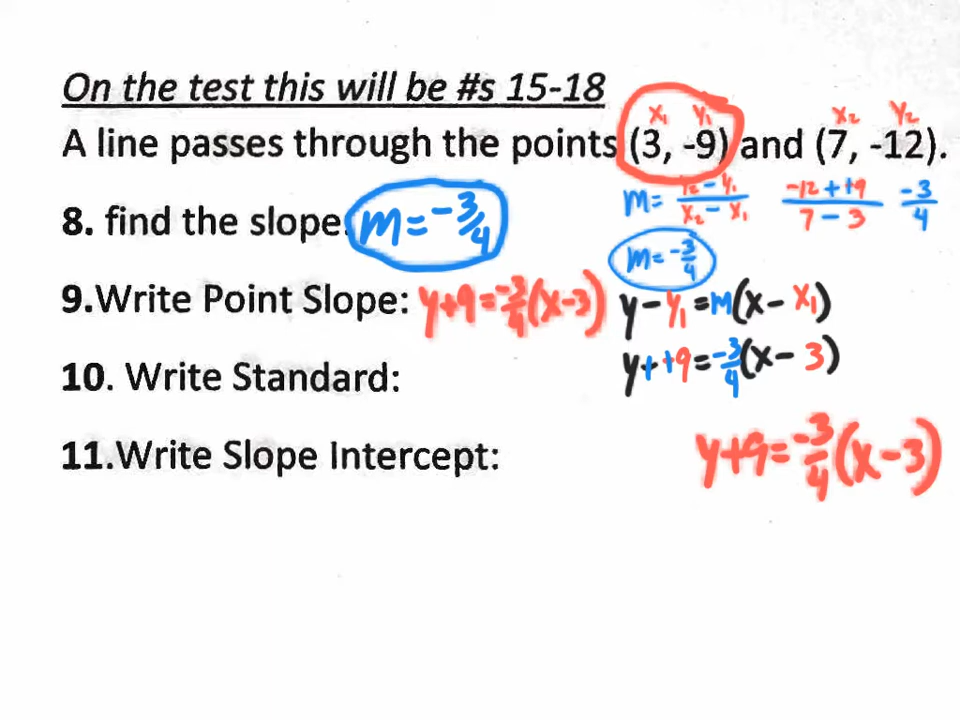 On the test this will be #s 15-18
x₁ y₁ x₂ y₂
A line passes through the points (3, -9) and (7, -12).
8. find the slope: m = -3/4
m = (y₂ - y₁)/(x₂ - x₁) (-12 + +9)/(7 - 3) -3/4
m = -3/4
9.Write Point Slope: y+9 = -3/4(x-3)
y - y₁ = m(x - x₁)
10. Write Standard:
y + +9 = -3/4(x - 3)
11.Write Slope Intercept:
y+9 = -3/4(x-3)